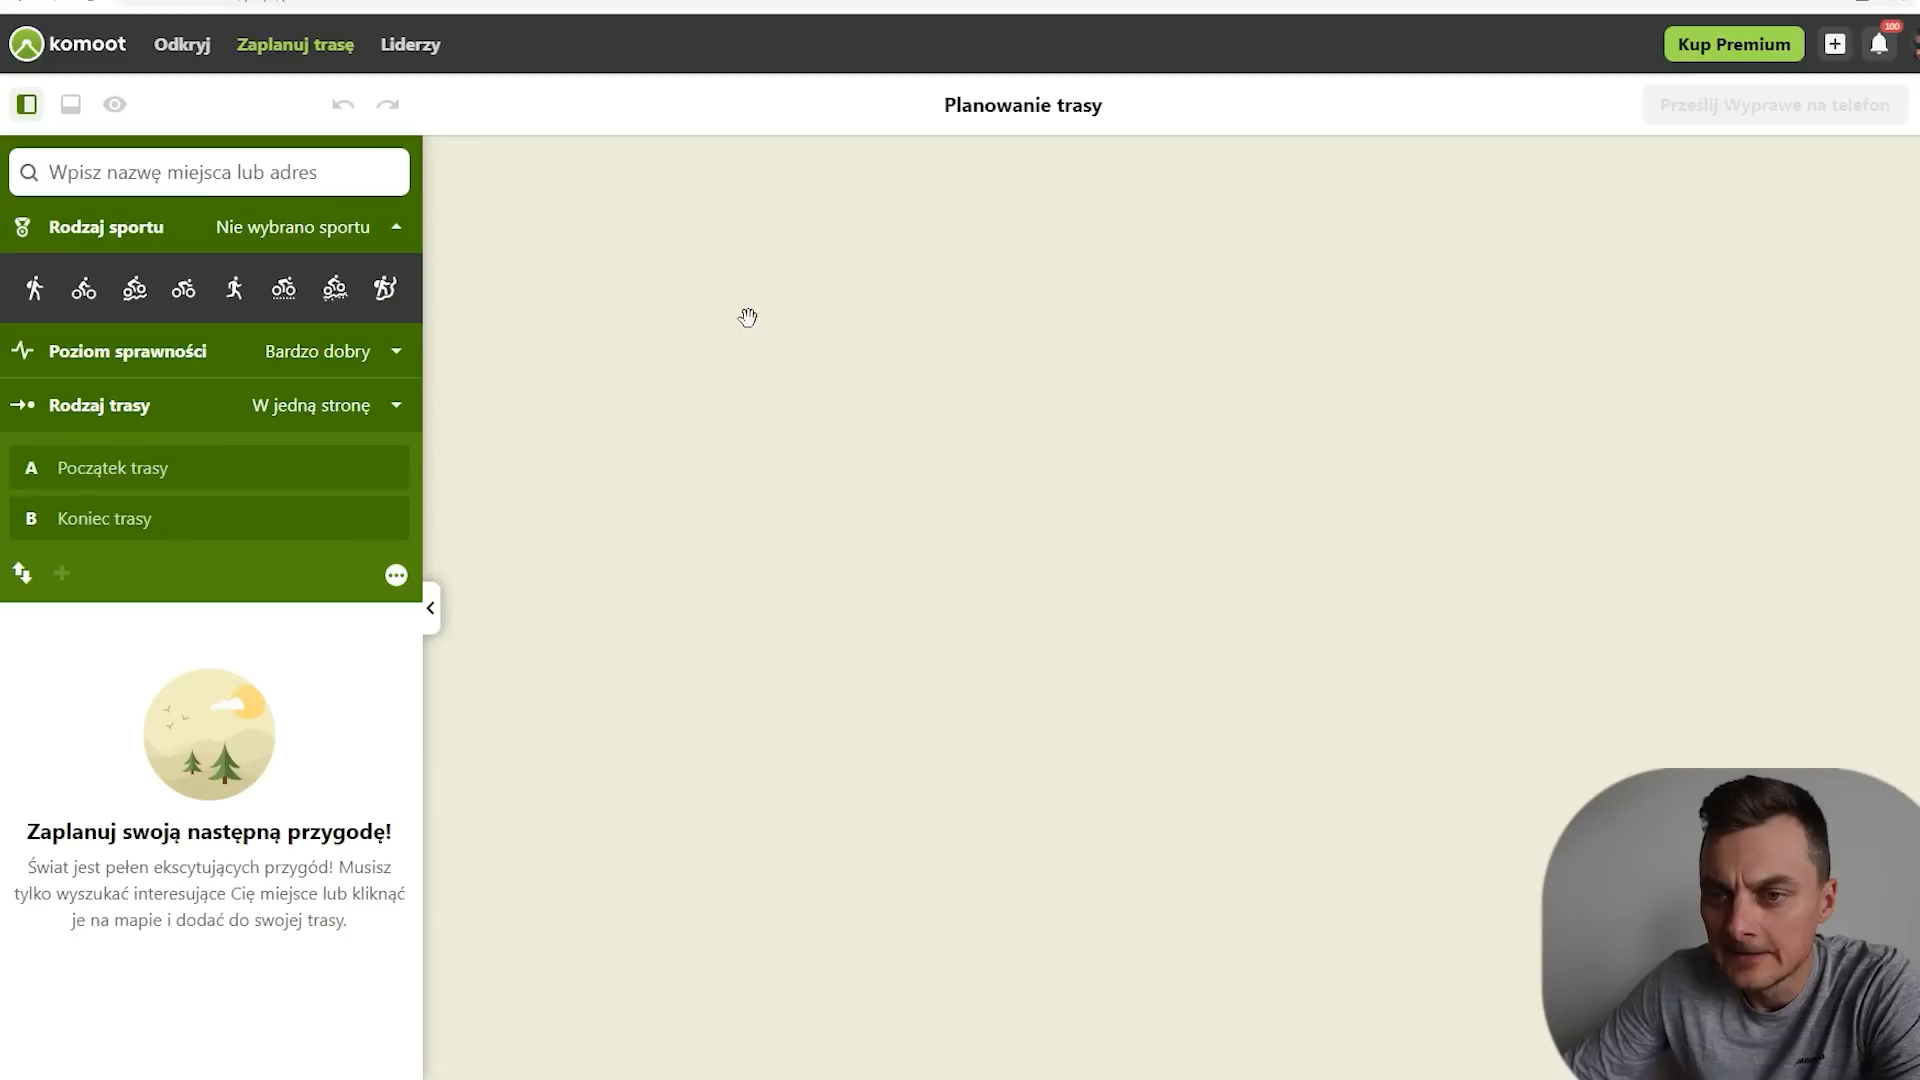 komoot
Odkryj
Zaplanuj trasę
Liderzy
Kup Premium
100
Planowanie trasy
Prześlij Wyprawe na telefon
Wpisz nazwę miejsca lub adres
Rodzaj sportu
Nie wybrano sportu
Poziom sprawności
Bardzo dobry
Rodzaj trasy
W jedną stronę
A Początek trasy
B Koniec trasy
Zaplanuj swoją następną przygodę!
Świat jest pełen ekscytujących przygód! Musisz
tylko wyszukać interesujące Cię miejsce lub kliknąć
je na mapie i dodać do swojej trasy.